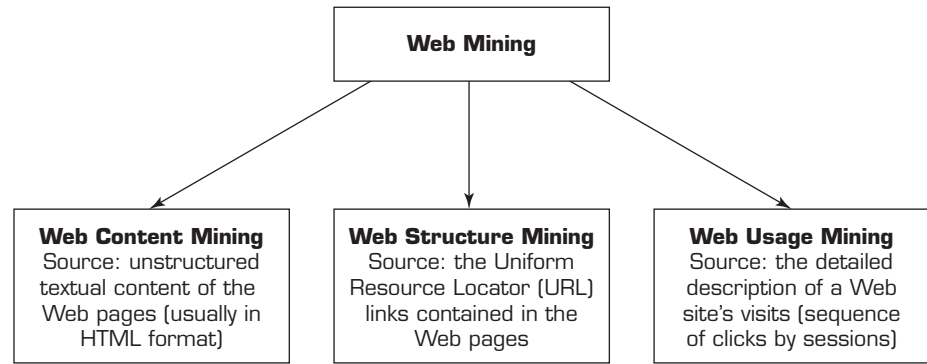 Web Mining
Web Content Mining
Source: unstructured
textual content of the
Web pages (usually in
HTML format)
Web Structure Mining
Source: the Uniform
Resource Locator (URL)
links contained in the
Web pages
Web Usage Mining
Source: the detailed
description of a Web
site's visits (sequence
of clicks by sessions)